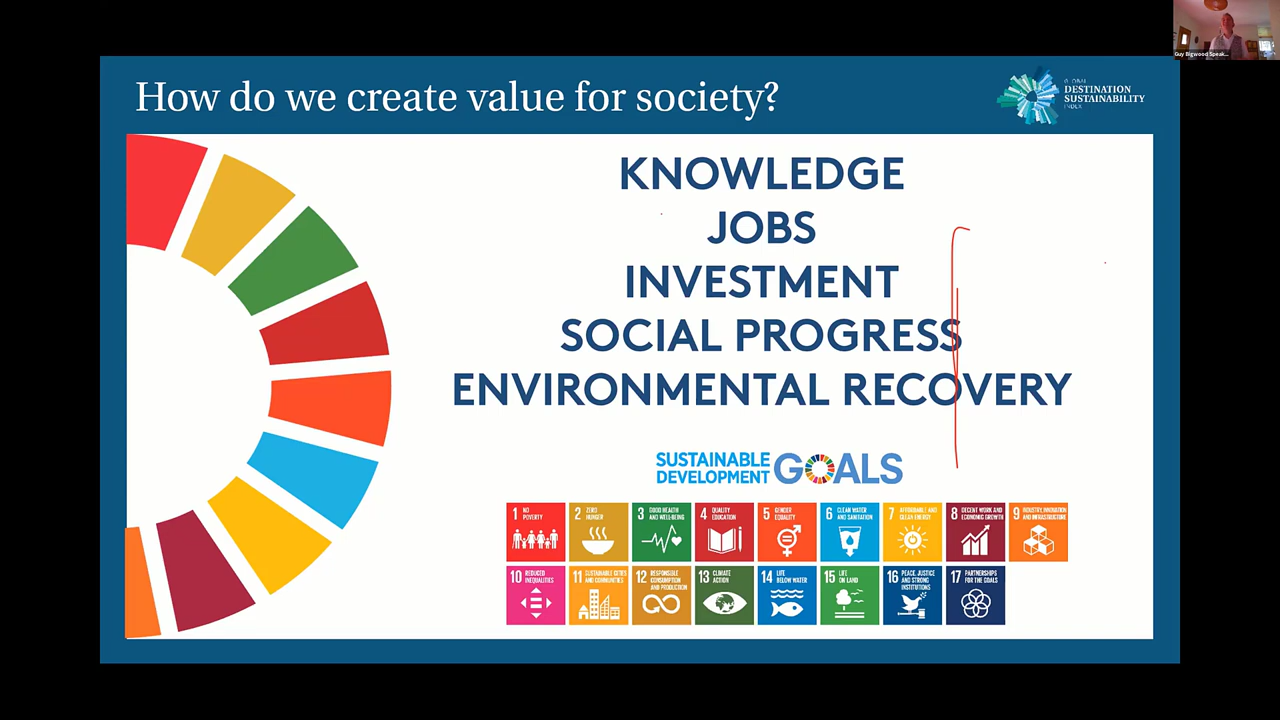 Guy Bigwood Speak...
How do we create value for society?
GLOBAL
DESTINATION
SUSTAINABILITY
INDEX
KNOWLEDGE
JOBS
INVESTMENT
SOCIAL PROGRESS
ENVIRONMENTAL RECOVERY
SUSTAINABLE
DEVELOPMENT
GOALS
1 NO
POVERTY
2 ZERO
HUNGER
3 GOOD HEALTH
AND WELL-BEING
4 QUALITY
EDUCATION
5 GENDER
EQUALITY
6 CLEAN WATER
AND SANITATION
7 AFFORDABLE AND
CLEAN ENERGY
8 DECENT WORK AND
ECONOMIC GROWTH
9 INDUSTRY, INNOVATION
AND INFRASTRUCTURE
10 REDUCED
INEQUALITIES
11 SUSTAINABLE CITIES
AND COMMUNITIES
12 RESPONSIBLE
CONSUMPTION
AND PRODUCTION
13 CLIMATE
ACTION
14 LIFE
BELOW WATER
15 LIFE
ON LAND
16 PEACE, JUSTICE
AND STRONG
INSTITUTIONS
17 PARTNERSHIPS
FOR THE GOALS